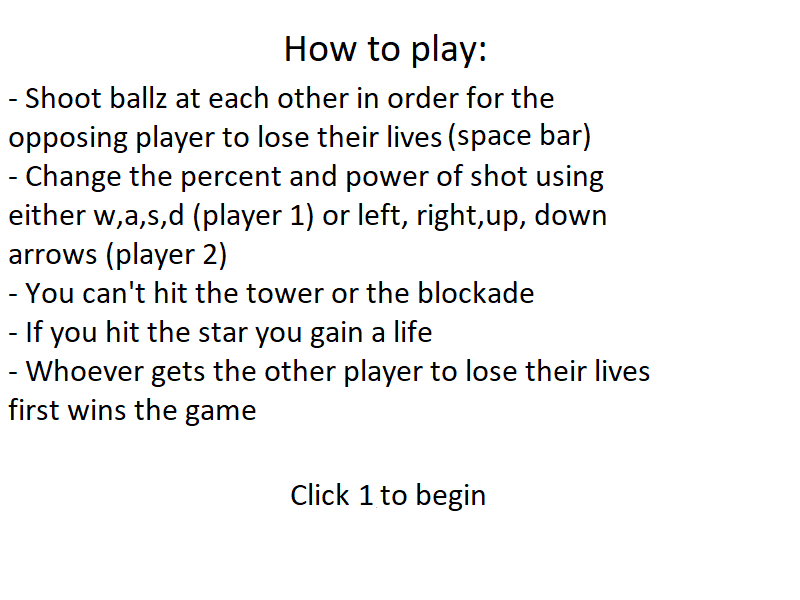 How to play:
- Shoot ballz at each other in order for the
opposing player to lose their lives (space bar)
- Change the percent and power of shot using
either w,a,s,d (player 1) or left, right,up, down
arrows (player 2)
- You can't hit the tower or the blockade
- If you hit the star you gain a life
- Whoever gets the other player to lose their lives
first wins the game
Click 1 to begin